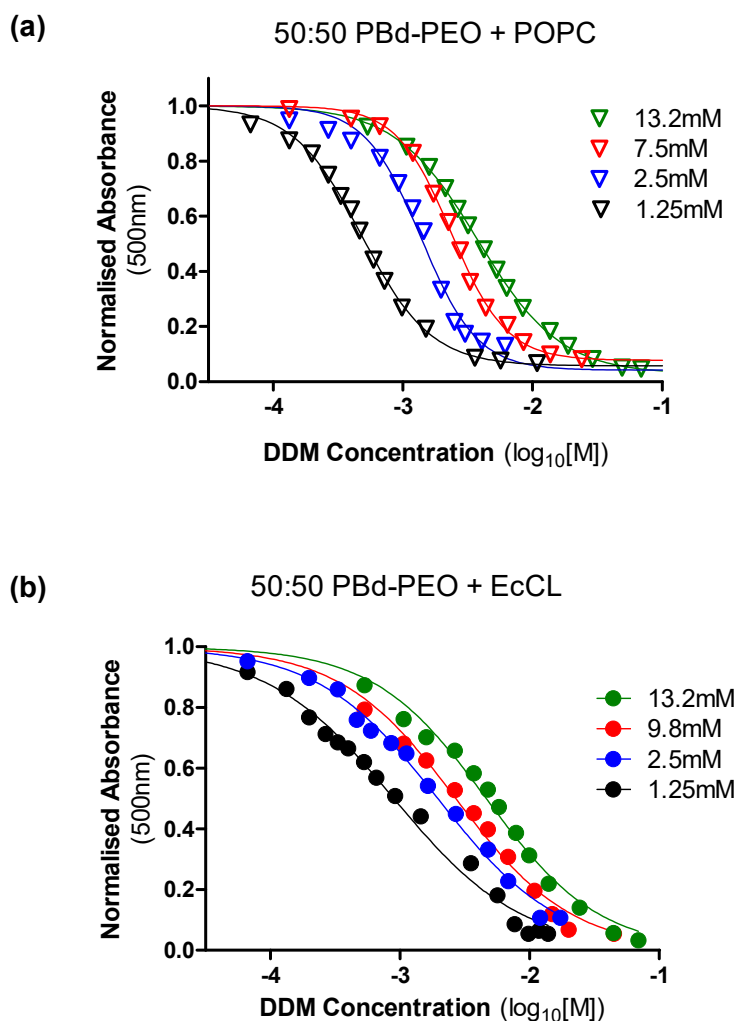 (a)
50:50 PBd-PEO + POPC
Normalised Absorbance
(500nm)
1.0
0.8
0.6
0.4
0.2
0.0
-4
-3
-2
-1
DDM Concentration (log₁₀[M])
13.2mM
7.5mM
2.5mM
1.25mM
(b)
50:50 PBd-PEO + EcCL
Normalised Absorbance
(500nm)
1.0
0.8
0.6
0.4
0.2
0.0
-4
-3
-2
-1
DDM Concentration (log₁₀[M])
13.2mM
9.8mM
2.5mM
1.25mM